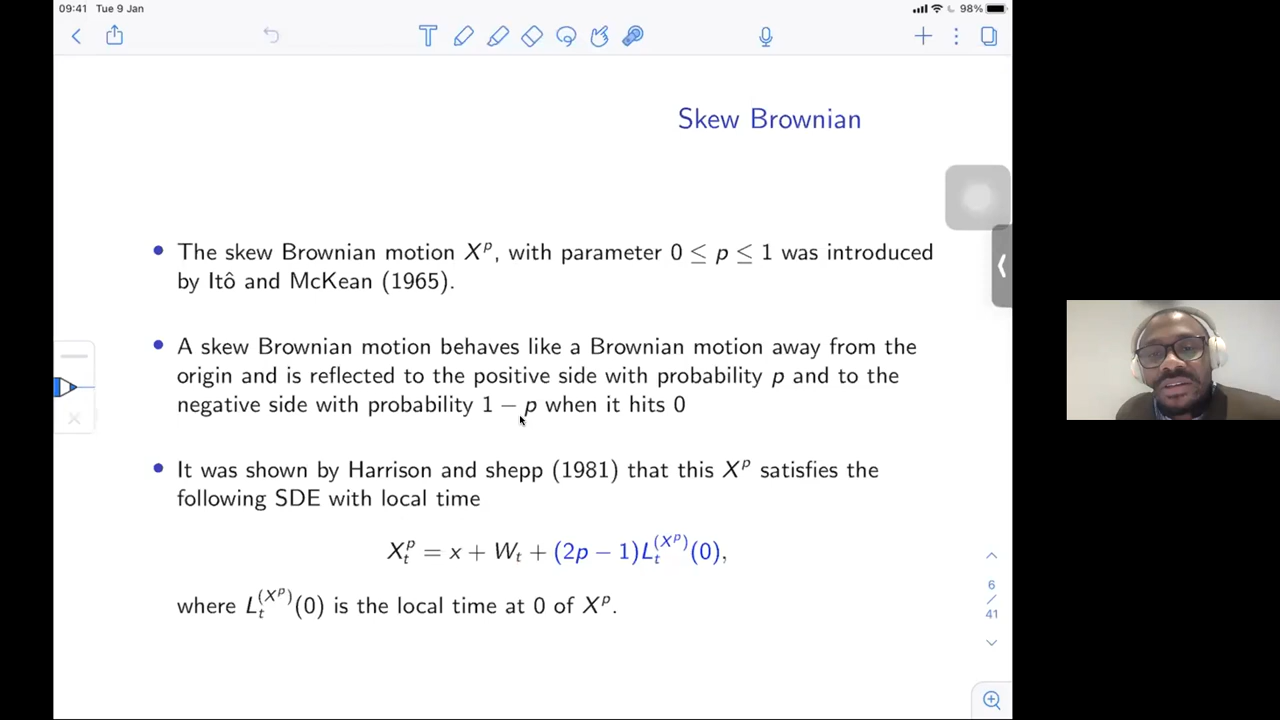 09:41 Tue 9 Jan
98%
Skew Brownian
• The skew Brownian motion Xᵖ, with parameter 0 ≤ p ≤ 1 was introduced
by Itô and McKean (1965).
• A skew Brownian motion behaves like a Brownian motion away from the
origin and is reflected to the positive side with probability p and to the
negative side with probability 1 − p when it hits 0
• It was shown by Harrison and shepp (1981) that this Xᵖ satisfies the
following SDE with local time
X_t^p = x + W_t + (2p − 1)L_t^{(X^p)}(0),
where L_t^{(X^p)}(0) is the local time at 0 of Xᵖ.
6
/
41